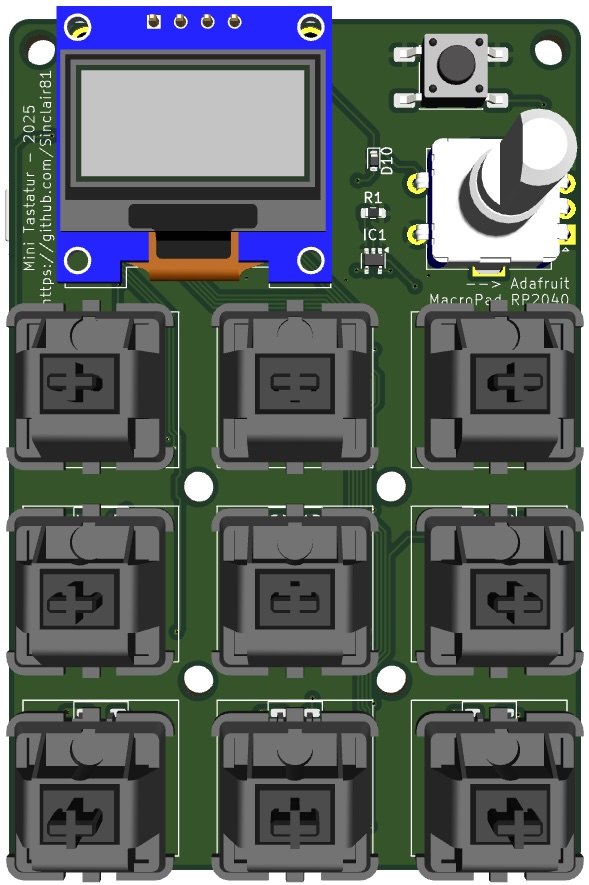 Mini Tastatur – 2025
https://github.com/Sinclair81
D10
R1
IC1
--> Adafruit
MacroPad RP2040